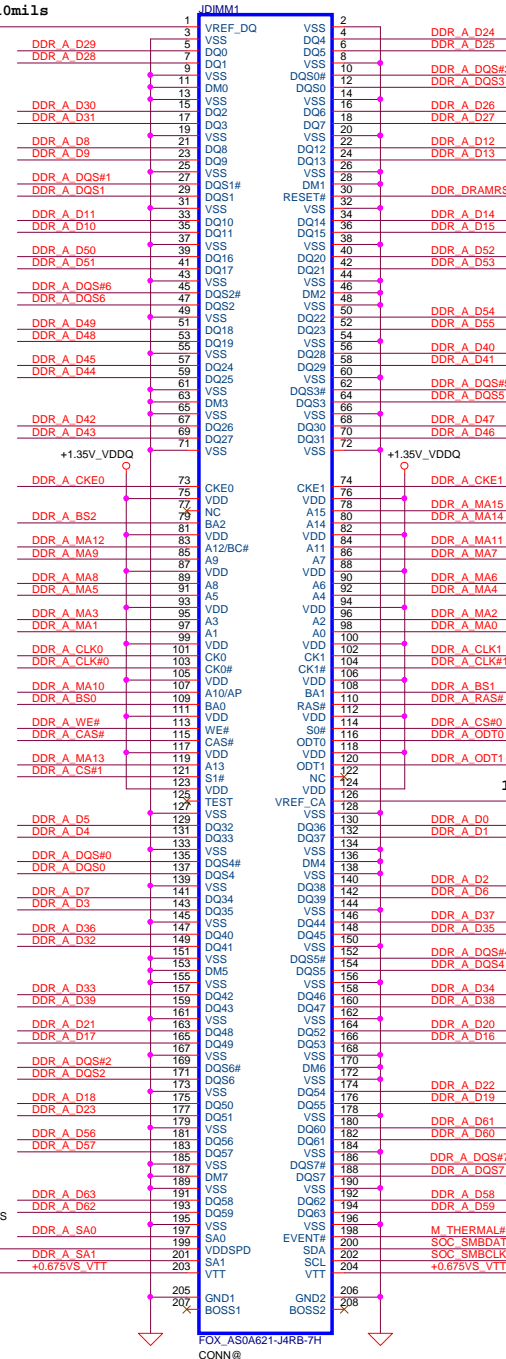 0mils
JDIMM1
1 VREF_DQ VSS 2
3 VSS DQ4 4 DDR_A_D24
DDR_A_D29 5 DQ0 DQ5 6 DDR_A_D25
DDR_A_D28 7 DQ1 VSS 8
9 VSS DQS0# 10 DDR_A_DQS#3
11 DM0 DQS0 12 DDR_A_DQS3
13 VSS VSS 14
DDR_A_D30 15 DQ2 DQ6 16 DDR_A_D26
DDR_A_D31 17 DQ3 DQ7 18 DDR_A_D27
19 VSS VSS 20
DDR_A_D8 21 DQ8 DQ12 22 DDR_A_D12
DDR_A_D9 23 DQ9 DQ13 24 DDR_A_D13
25 VSS VSS 26
DDR_A_DQS#1 27 DQS1# DM1 28
DDR_A_DQS1 29 DQS1 RESET# 30 DDR_DRAMRS
31 VSS VSS 32
DDR_A_D11 33 DQ10 DQ14 34 DDR_A_D14
DDR_A_D10 35 DQ11 DQ15 36 DDR_A_D15
37 VSS VSS 38
DDR_A_D50 39 DQ16 DQ20 40 DDR_A_D52
DDR_A_D51 41 DQ17 DQ21 42 DDR_A_D53
43 VSS VSS 44
DDR_A_DQS#6 45 DQS2# DM2 46
DDR_A_DQS6 47 DQS2 VSS 48
49 VSS DQ22 50 DDR_A_D54
DDR_A_D49 51 DQ18 DQ23 52 DDR_A_D55
DDR_A_D48 53 DQ19 VSS 54
55 VSS DQ28 56 DDR_A_D40
DDR_A_D45 57 DQ24 DQ29 58 DDR_A_D41
DDR_A_D44 59 DQ25 VSS 60
61 VSS DQS3# 62 DDR_A_DQS#5
63 DM3 DQS3 64 DDR_A_DQS5
65 VSS VSS 66
DDR_A_D42 67 DQ26 DQ30 68 DDR_A_D47
DDR_A_D43 69 DQ27 DQ31 70 DDR_A_D46
71 VSS VSS 72
+1.35V_VDDQ +1.35V_VDDQ
DDR_A_CKE0 73 CKE0 CKE1 74 DDR_A_CKE1
75 VDD VDD 76
77 NC A15 78 DDR_A_MA15
DDR_A_BS2 79 BA2 A14 80 DDR_A_MA14
81 VDD VDD 82
DDR_A_MA12 83 A12/BC# A11 84 DDR_A_MA11
DDR_A_MA9 85 A9 A7 86 DDR_A_MA7
87 VDD VDD 88
DDR_A_MA8 89 A8 A6 90 DDR_A_MA6
DDR_A_MA5 91 A5 A4 92 DDR_A_MA4
93 VDD VDD 94
DDR_A_MA3 95 A3 A2 96 DDR_A_MA2
DDR_A_MA1 97 A1 A0 98 DDR_A_MA0
99 VDD VDD 100
DDR_A_CLK0 101 CK0 CK1 102 DDR_A_CLK1
DDR_A_CLK#0 103 CK0# CK1# 104 DDR_A_CLK#1
105 VDD VDD 106
DDR_A_MA10 107 A10/AP BA1 108 DDR_A_BS1
DDR_A_BS0 109 BA0 RAS# 110 DDR_A_RAS#
111 VDD VDD 112
DDR_A_WE# 113 WE# S0# 114 DDR_A_CS#0
DDR_A_CAS# 115 CAS# ODT0 116 DDR_A_ODT0
117 VDD VDD 118
DDR_A_MA13 119 A13 ODT1 120 DDR_A_ODT1
DDR_A_CS#1 121 S1# NC 122
123 VDD VDD 124
1
125 TEST VREF_CA 126
127 VSS VSS 128
DDR_A_D5 129 DQ32 DQ36 130 DDR_A_D0
DDR_A_D4 131 DQ33 DQ37 132 DDR_A_D1
133 VSS VSS 134
DDR_A_DQS#0 135 DQS4# DM4 136
DDR_A_DQS0 137 DQS4 VSS 138
139 VSS DQ38 140 DDR_A_D2
DDR_A_D7 141 DQ34 DQ39 142 DDR_A_D6
DDR_A_D3 143 DQ35 VSS 144
145 VSS DQ44 146 DDR_A_D37
DDR_A_D36 147 DQ40 DQ45 148 DDR_A_D35
DDR_A_D32 149 DQ41 VSS 150
151 VSS DQS5# 152 DDR_A_DQS#4
153 DM5 DQS5 154 DDR_A_DQS4
155 VSS VSS 156
DDR_A_D33 157 DQ42 DQ46 158 DDR_A_D34
DDR_A_D39 159 DQ43 DQ47 160 DDR_A_D38
161 VSS VSS 162
DDR_A_D21 163 DQ48 DQ52 164 DDR_A_D20
DDR_A_D17 165 DQ49 DQ53 166 DDR_A_D16
167 VSS VSS 168
DDR_A_DQS#2 169 DQS6# DM6 170
DDR_A_DQS2 171 DQS6 VSS 172
173 VSS DQ54 174 DDR_A_D22
DDR_A_D18 175 DQ50 DQ55 176 DDR_A_D19
DDR_A_D23 177 DQ51 VSS 178
179 VSS DQ60 180 DDR_A_D61
DDR_A_D56 181 DQ56 DQ61 182 DDR_A_D60
DDR_A_D57 183 DQ57 VSS 184
185 VSS DQS7# 186 DDR_A_DQS#7
187 DM7 DQS7 188 DDR_A_DQS7
189 VSS VSS 190
DDR_A_D63 191 DQ58 DQ62 192 DDR_A_D58
DDR_A_D62 193 DQ59 DQ63 194 DDR_A_D59
S
195 VSS VSS 196
DDR_A_SA0 197 SA0 EVENT# 198 M_THERMAL#
199 VDDSPD SDA 200 SOC_SMBDAT
DDR_A_SA1 201 SA1 SCL 202 SOC_SMBCLK
+0.675VS_VTT 203 VTT VTT 204 +0.675VS_VTT
205 GND1 GND2 206
207 BOSS1 BOSS2 208
FOX_AS0A621-J4RB-7H
CONN@